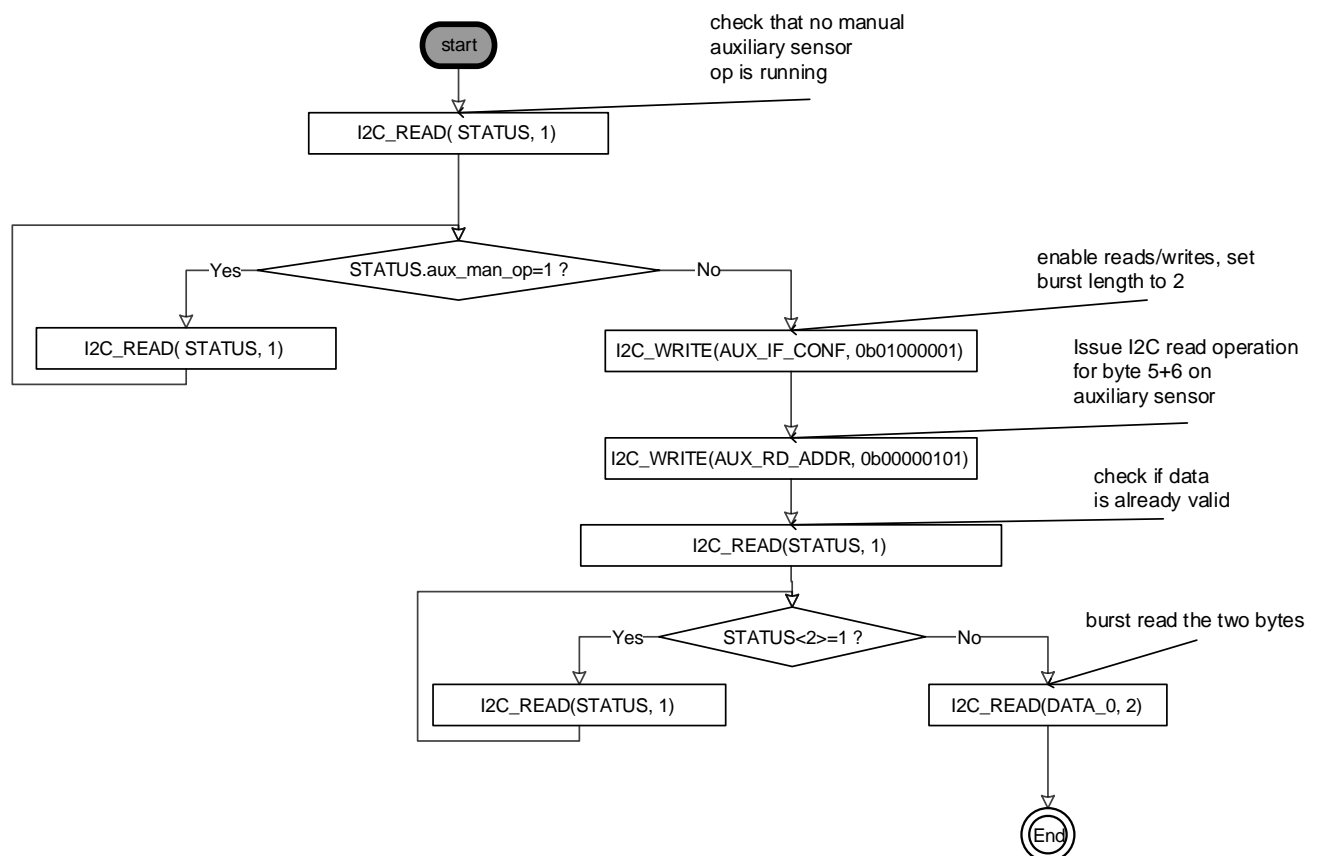 check that no manual
auxiliary sensor
op is running
start
I2C_READ( STATUS, 1)
STATUS.aux_man_op=1 ?
Yes
No
I2C_READ( STATUS, 1)
enable reads/writes, set
burst length to 2
I2C_WRITE(AUX_IF_CONF, 0b01000001)
Issue I2C read operation
for byte 5+6 on
auxiliary sensor
I2C_WRITE(AUX_RD_ADDR, 0b00000101)
check if data
is already valid
I2C_READ(STATUS, 1)
STATUS<2>=1 ?
Yes
No
I2C_READ(STATUS, 1)
burst read the two bytes
I2C_READ(DATA_0, 2)
End